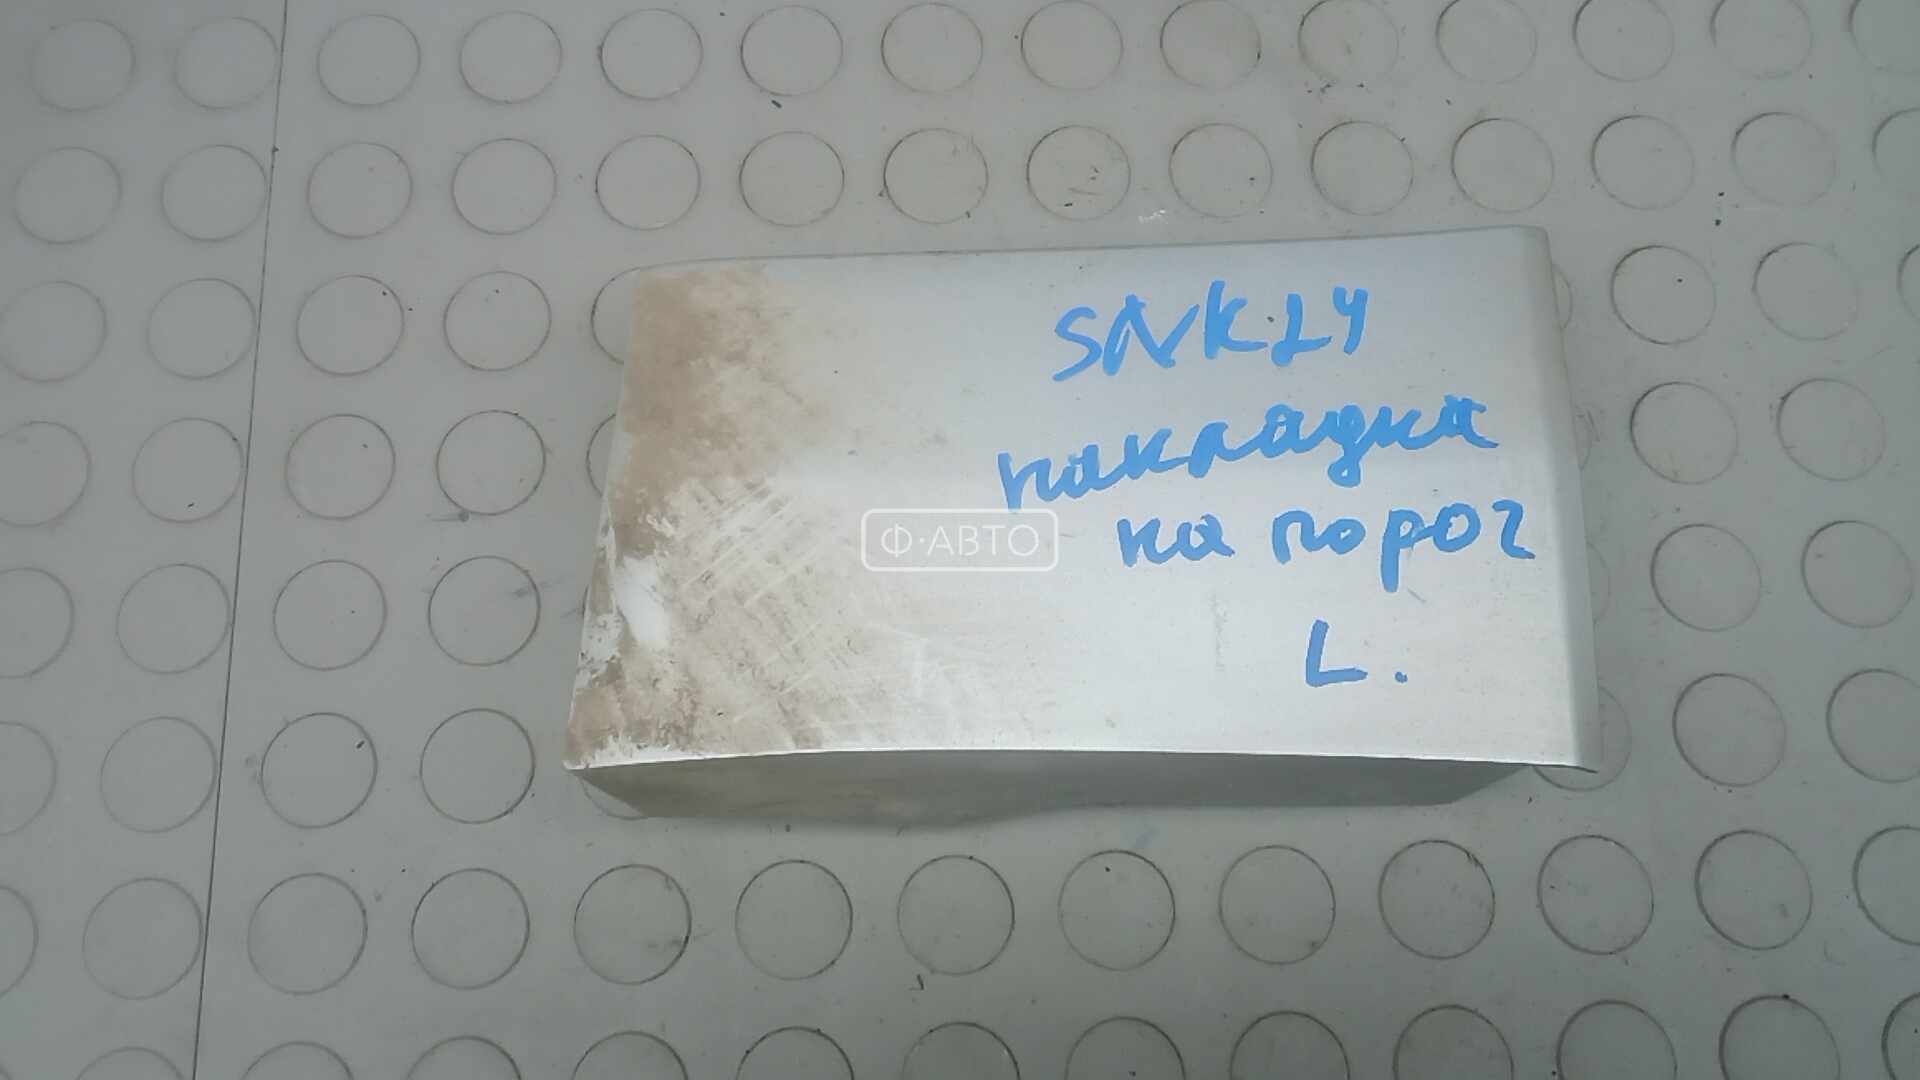 SNK24
накладка
на порог
L.
Ф·АВТО